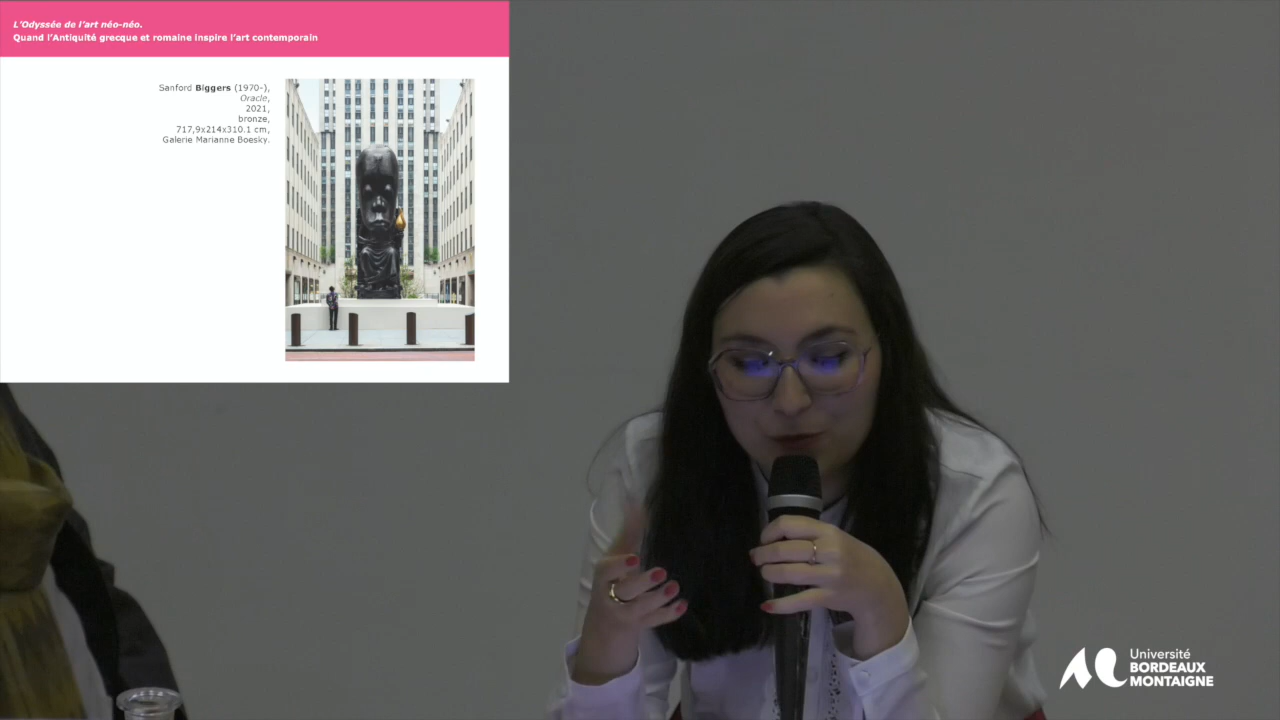 L'Odyssée de l'art néo-néo.
Quand l'Antiquité grecque et romaine inspire l'art contemporain
Sanford Biggers (1970-),
Oracle,
2021,
bronze,
717,9x214x310.1 cm,
Galerie Marianne Boesky.
Université
BORDEAUX
MONTAIGNE